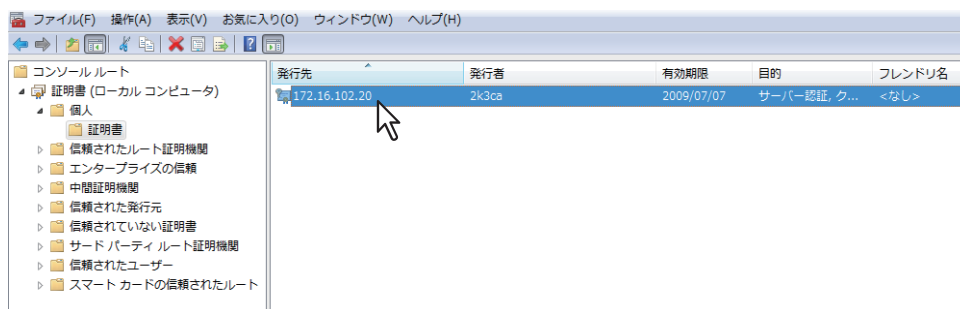 ファイル(F) 操作(A) 表示(V) お気に入り(O) ウィンドウ(W) ヘルプ(H)
コンソール ルート
証明書 (ローカル コンピュータ)
個人
証明書
信頼されたルート証明機関
エンタープライズの信頼
中間証明機関
信頼された発行元
信頼されていない証明書
サード パーティ ルート証明機関
信頼されたユーザー
スマート カードの信頼されたルート
発行先 発行者 有効期限 目的 フレンドリ名
172.16.102.20 2k3ca 2009/07/07 サーバー認証, ク... <なし>